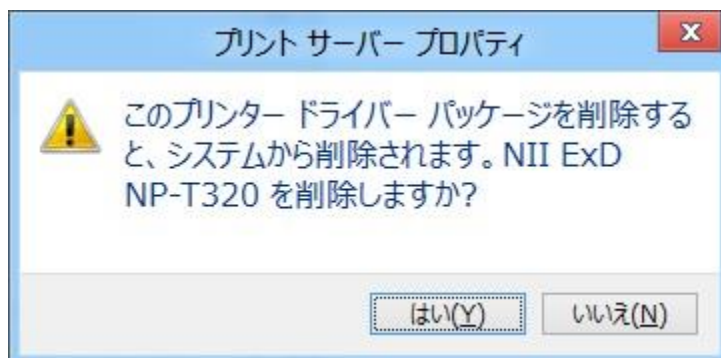 プリント サーバー プロパティ
このプリンター ドライバー パッケージを削除する
と、システムから削除されます。NII ExD
NP-T320 を削除しますか?
はい(Y)
いいえ(N)